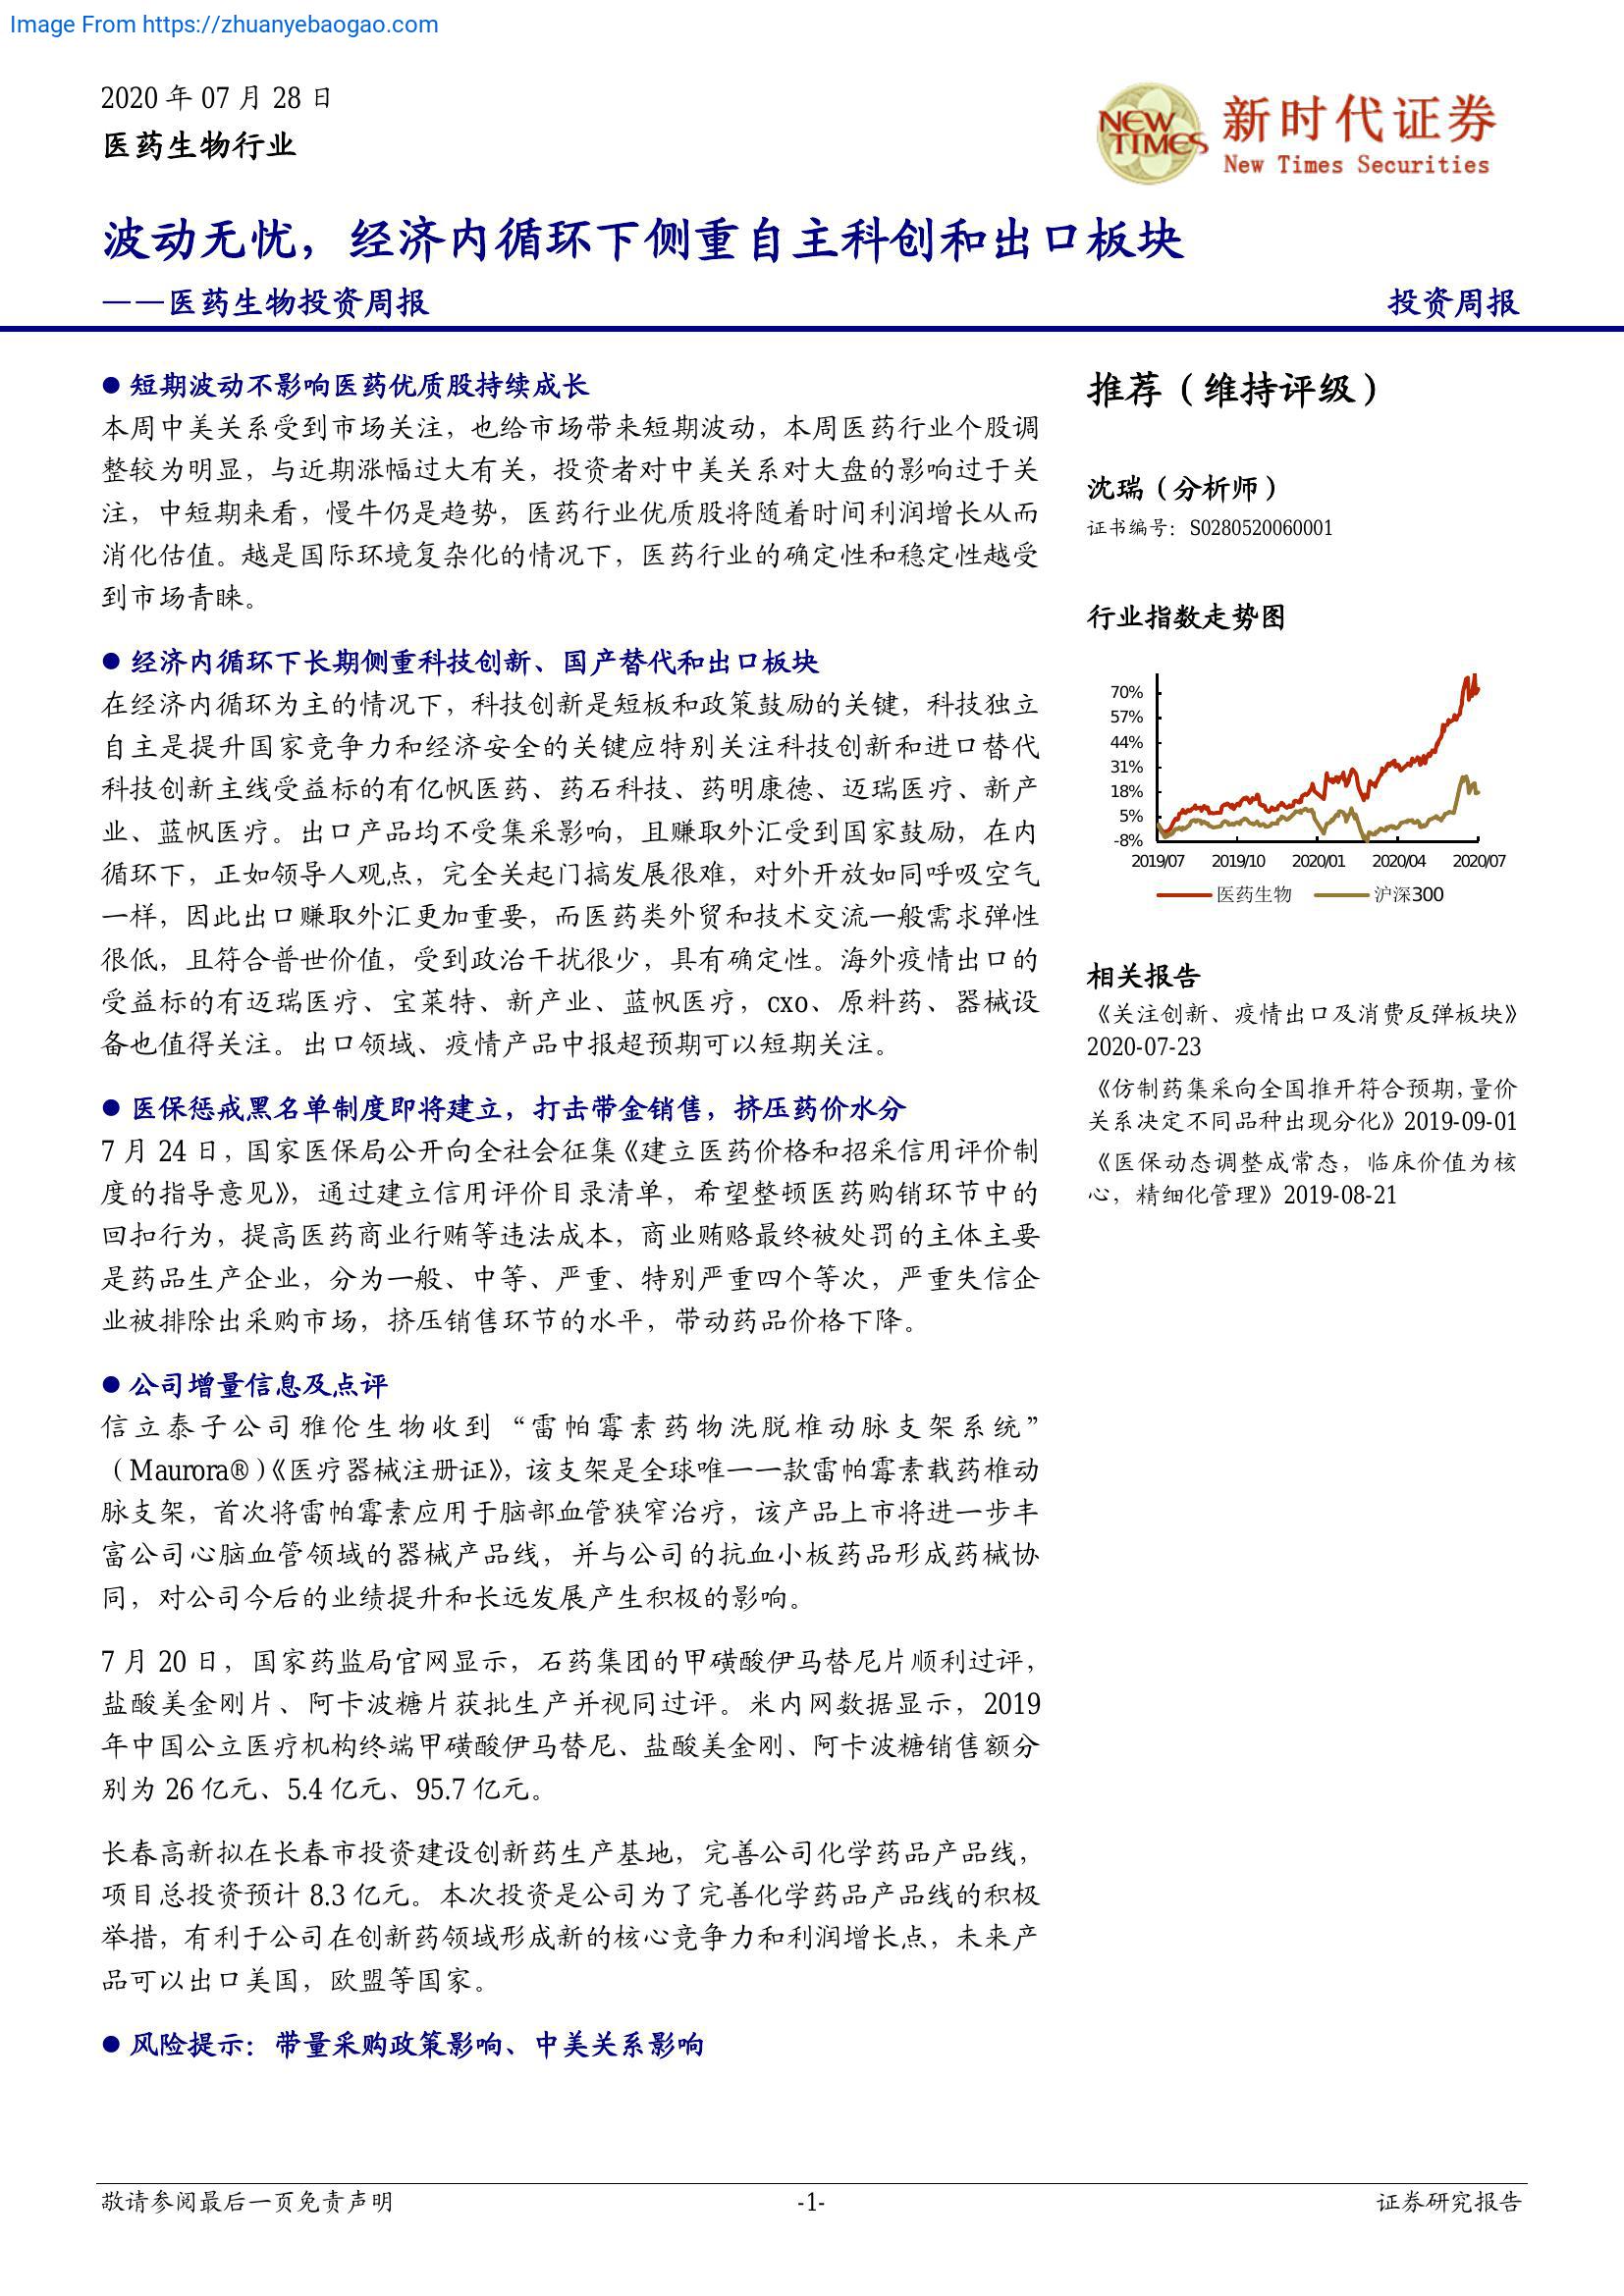 Image From https://zhuanyebaogao.com
2020 年 07 月 28 日
医药生物行业
NEW TIMES
新时代证券
New Times Securities
波动无忧，经济内循环下侧重自主科创和出口板块
——医药生物投资周报
投资周报
● 短期波动不影响医药优质股持续成长
本周中美关系受到市场关注，也给市场带来短期波动，本周医药行业个股调
整较为明显，与近期涨幅过大有关，投资者对中美关系对大盘的影响过于关
注，中短期来看，慢牛仍是趋势，医药行业优质股将随着时间利润增长从而
消化估值。越是国际环境复杂化的情况下，医药行业的确定性和稳定性越受
到市场青睐。
● 经济内循环下长期侧重科技创新、国产替代和出口板块
在经济内循环为主的情况下，科技创新是短板和政策鼓励的关键，科技独立
自主是提升国家竞争力和经济安全的关键应特别关注科技创新和进口替代
科技创新主线受益标的有亿帆医药、药石科技、药明康德、迈瑞医疗、新产
业、蓝帆医疗。出口产品均不受集采影响，且赚取外汇受到国家鼓励，在内
循环下，正如领导人观点，完全关起门搞发展很难，对外开放如同呼吸空气
一样，因此出口赚取外汇更加重要，而医药类外贸和技术交流一般需求弹性
很低，且符合普世价值，受到政治干扰很少，具有确定性。海外疫情出口的
受益标的有迈瑞医疗、宝莱特、新产业、蓝帆医疗，cxo、原料药、器械设
备也值得关注。出口领域、疫情产品中报超预期可以短期关注。
● 医保惩戒黑名单制度即将建立，打击带金销售，挤压药价水分
7 月 24 日，国家医保局公开向全社会征集《建立医药价格和招采信用评价制
度的指导意见》，通过建立信用评价目录清单，希望整顿医药购销环节中的
回扣行为，提高医药商业行贿等违法成本，商业贿赂最终被处罚的主体主要
是药品生产企业，分为一般、中等、严重、特别严重四个等次，严重失信企
业被排除出采购市场，挤压销售环节的水平，带动药品价格下降。
● 公司增量信息及点评
信立泰子公司雅伦生物收到“雷帕霉素药物洗脱椎动脉支架系统”
（Maurora®）《医疗器械注册证》，该支架是全球唯一一款雷帕霉素载药椎动
脉支架，首次将雷帕霉素应用于脑部血管狭窄治疗，该产品上市将进一步丰
富公司心脑血管领域的器械产品线，并与公司的抗血小板药品形成药械协
同，对公司今后的业绩提升和长远发展产生积极的影响。
7 月 20 日，国家药监局官网显示，石药集团的甲磺酸伊马替尼片顺利过评，
盐酸美金刚片、阿卡波糖片获批生产并视同过评。米内网数据显示，2019
年中国公立医疗机构终端甲磺酸伊马替尼、盐酸美金刚、阿卡波糖销售额分
别为 26 亿元、5.4 亿元、95.7 亿元。
长春高新拟在长春市投资建设创新药生产基地，完善公司化学药品产品线，
项目总投资预计 8.3 亿元。本次投资是公司为了完善化学药品产品线的积极
举措，有利于公司在创新药领域形成新的核心竞争力和利润增长点，未来产
品可以出口美国，欧盟等国家。
● 风险提示：带量采购政策影响、中美关系影响
推荐（维持评级）
沈瑞（分析师）
证书编号：S0280520060001
行业指数走势图
70%
57%
44%
31%
18%
5%
-8%
2019/07 2019/10 2020/01 2020/04 2020/07
医药生物 沪深300
相关报告
《关注创新、疫情出口及消费反弹板块》
2020-07-23
《仿制药集采向全国推开符合预期，量价
关系决定不同品种出现分化》2019-09-01
《医保动态调整成常态，临床价值为核
心，精细化管理》2019-08-21
敬请参阅最后一页免责声明
-1-
证券研究报告